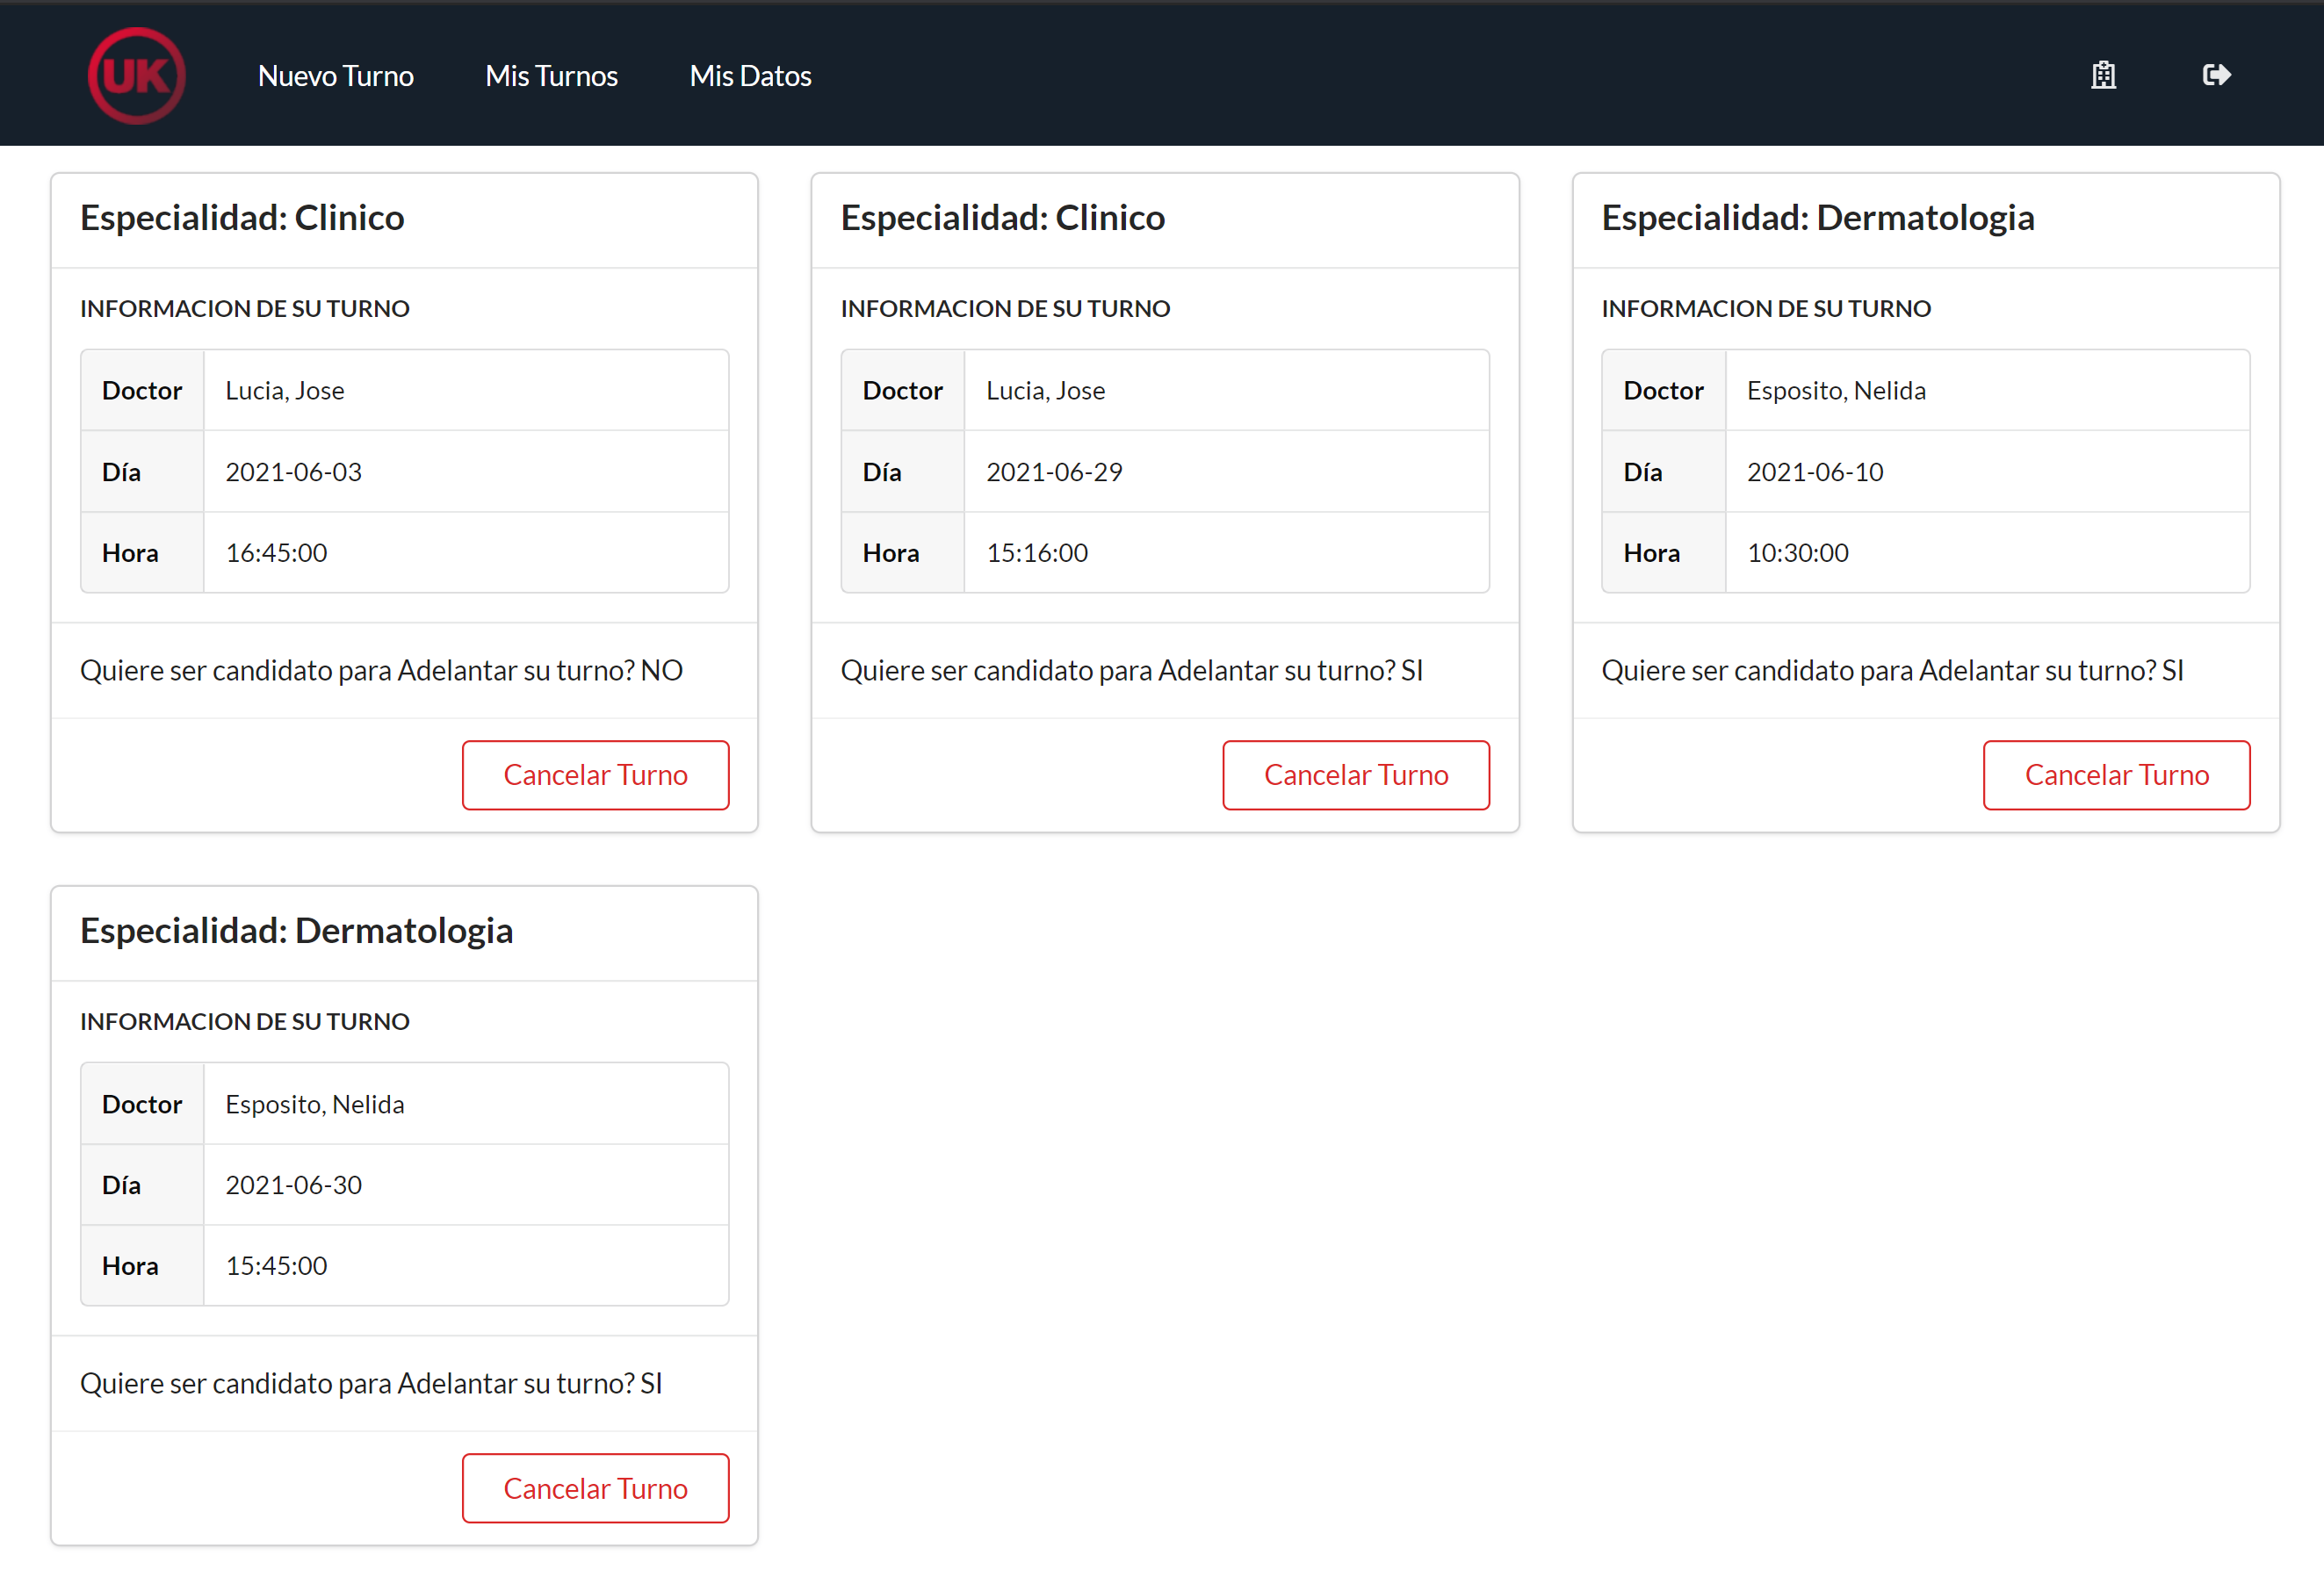 UK
Nuevo Turno Mis Turnos Mis Datos
Especialidad: Clinico
INFORMACION DE SU TURNO
Doctor Lucia, Jose
Día 2021-06-03
Hora 16:45:00
Quiere ser candidato para Adelantar su turno? NO
Cancelar Turno
Especialidad: Clinico
INFORMACION DE SU TURNO
Doctor Lucia, Jose
Día 2021-06-29
Hora 15:16:00
Quiere ser candidato para Adelantar su turno? SI
Cancelar Turno
Especialidad: Dermatologia
INFORMACION DE SU TURNO
Doctor Esposito, Nelida
Día 2021-06-10
Hora 10:30:00
Quiere ser candidato para Adelantar su turno? SI
Cancelar Turno
Especialidad: Dermatologia
INFORMACION DE SU TURNO
Doctor Esposito, Nelida
Día 2021-06-30
Hora 15:45:00
Quiere ser candidato para Adelantar su turno? SI
Cancelar Turno